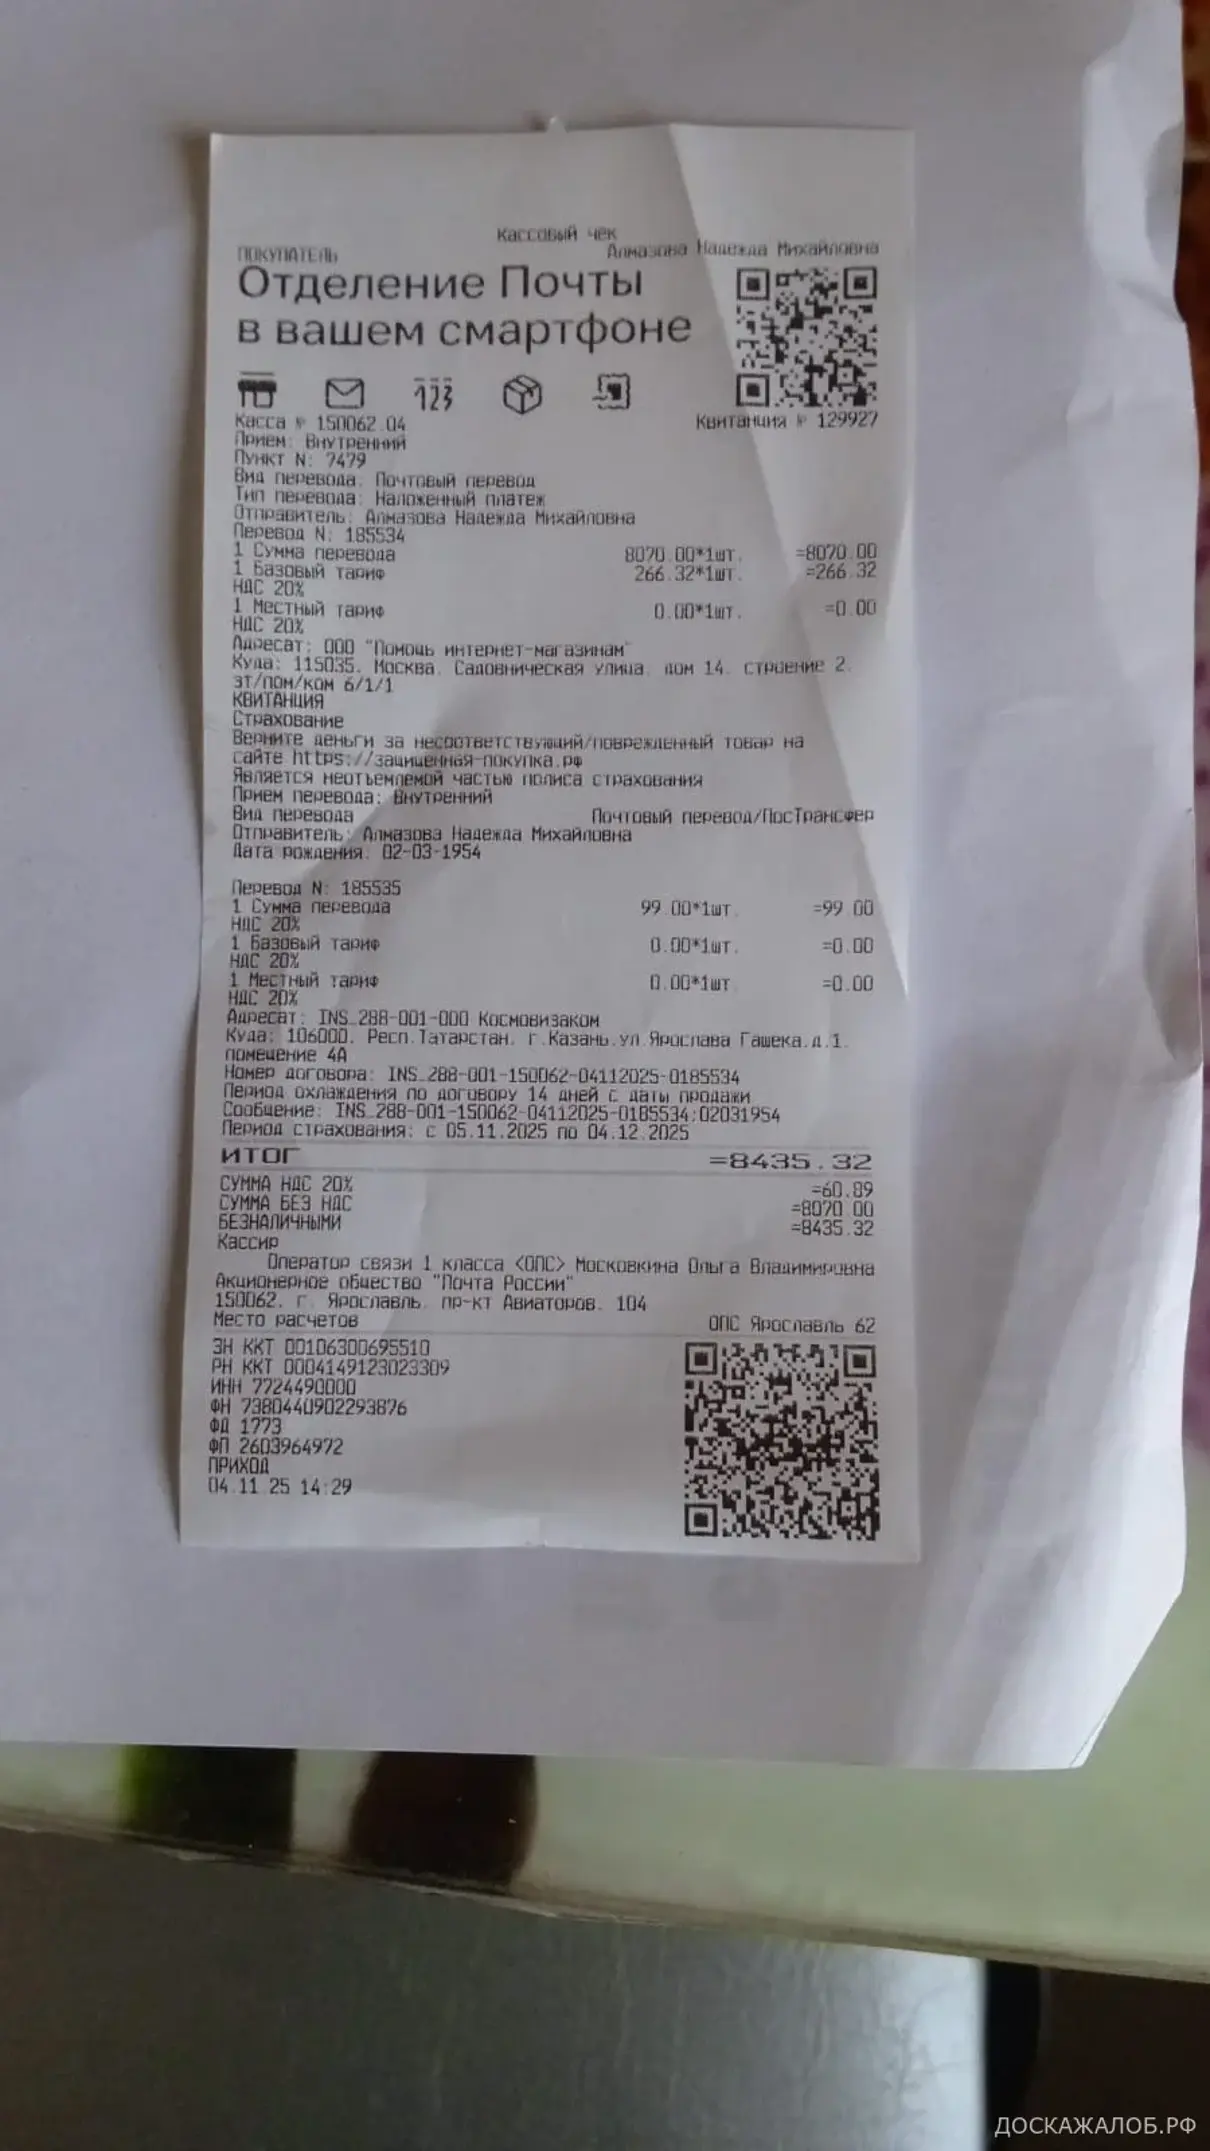 Кассовый чек
ПОКУПАТЕЛЬ Алмазова Надежда Михайловна
Отделение Почты
в вашем смартфоне
123
Касса № 150062.04 Квитанция № 129927
Прием: Внутренний
Пункт N: 7479
Вид перевода: Почтовый перевод
Тип перевода: Наложенный платеж
Отправитель: Алмазова Надежда Михайловна
Перевод N: 185534
1 Сумма перевода 8070.00*1шт. =8070.00
1 Базовый тариф 266.32*1шт. =266.32
НДС 20%
1 Местный тариф 0.00*1шт. =0.00
НДС 20%
Адресат: ООО "Помощь интернет-магазинам"
Куда: 115035, Москва, Садовническая улица, дом 14, строение 2,
эт/пом/ком 6/1/1
КВИТАНЦИЯ
Страхование
Верните деньги за несоответствующий/поврежденный товар на
сайте https://защищенная-покупка.рф
Является неотъемлемой частью полиса страхования
Прием перевода: Внутренний
Вид перевода Почтовый перевод/ПосТрансфер
Отправитель: Алмазова Надежда Михайловна
Дата рождения: 02-03-1954
Перевод N: 185535
1 Сумма перевода 99.00*1шт. =99.00
НДС 20%
1 Базовый тариф 0.00*1шт. =0.00
НДС 20%
1 Местный тариф 0.00*1шт. =0.00
НДС 20%
Адресат: INS_288-001-000 Космовизаком
Куда: 106000, Респ.Татарстан, г.Казань,ул.Ярослава Гашека,д.1,
помещение 4А
Номер договора: INS_288-001-150062-04112025-0185534
Период охлаждения по договору 14 дней с даты продажи
Сообщение: INS_288-001-150062-04112025-0185534;02031954
Период страхования: с 05.11.2025 по 04.12.2025
ИТОГ =8435.32
СУММА НДС 20% =60.89
СУММА БЕЗ НДС =8070.00
БЕЗНАЛИЧНЫМИ =8435.32
Кассир
Оператор связи 1 класса <ОПС> Московкина Ольга Владимировна
Акционерное общество "Почта России"
150062, г. Ярославль, пр-кт Авиаторов, 104
Место расчетов ОПС Ярославль 62
ЗН ККТ 00106300695510
РН ККТ 0004149123023309
ИНН 7724490000
ФН 7380440902293876
ФД 1773
ФП 2603964972
ПРИХОД
04.11.25 14:29
ДОСКАЖАЛОБ.РФ